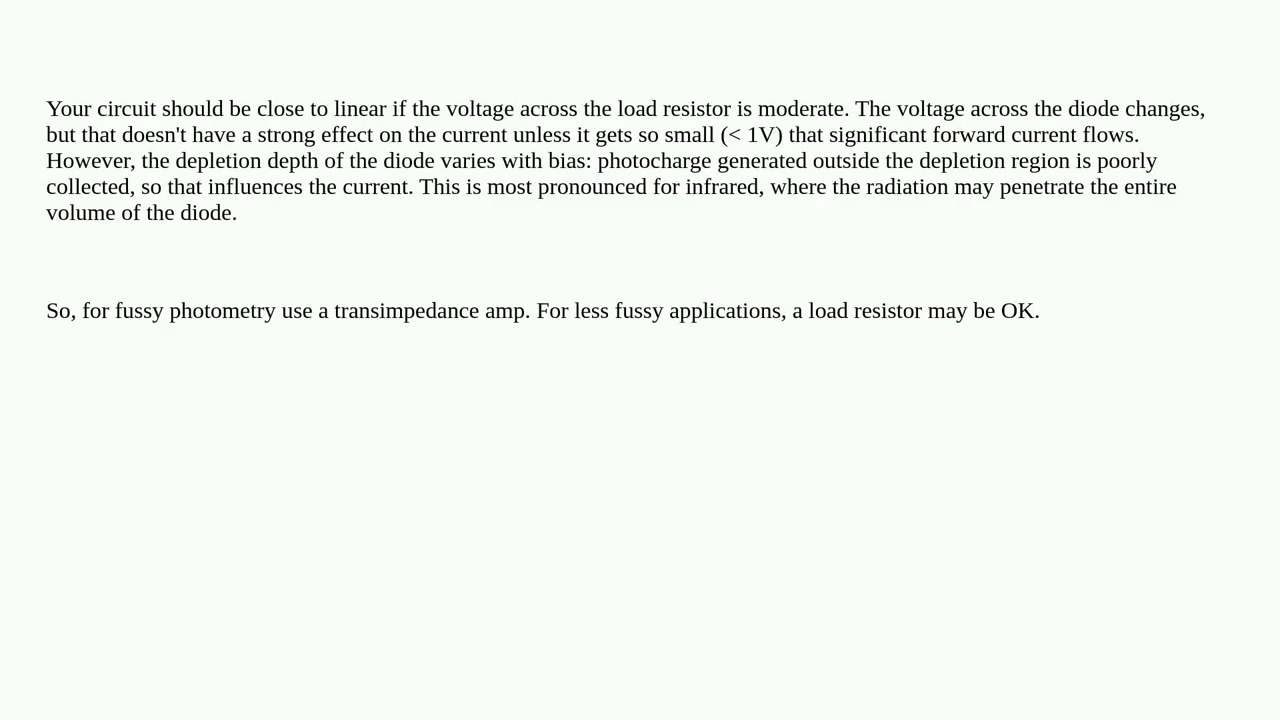 Your circuit should be close to linear if the voltage across the load resistor is moderate. The voltage across the diode changes,
but that doesn't have a strong effect on the current unless it gets so small (< 1V) that significant forward current flows.
However, the depletion depth of the diode varies with bias: photocharge generated outside the depletion region is poorly
collected, so that influences the current. This is most pronounced for infrared, where the radiation may penetrate the entire
volume of the diode.
So, for fussy photometry use a transimpedance amp. For less fussy applications, a load resistor may be OK.